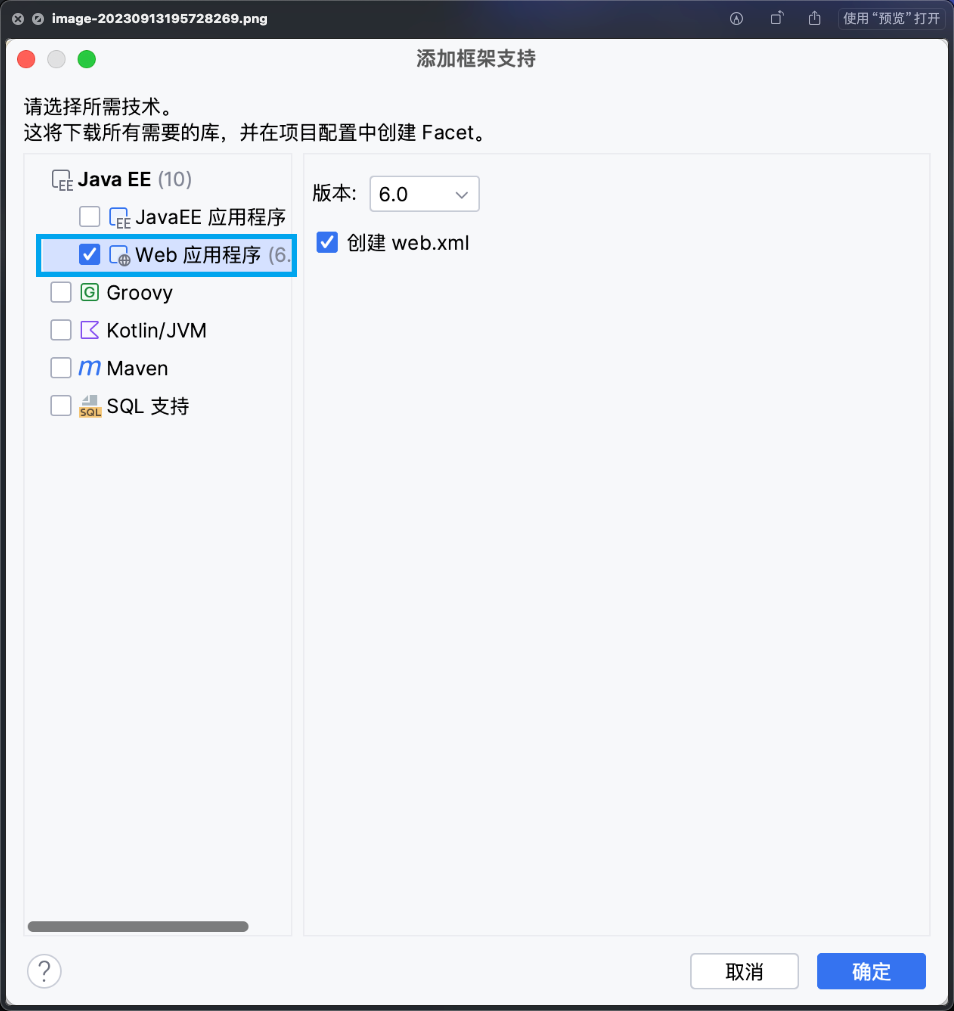 image-20230913195728269.png
使用“预览”打开
添加框架支持
请选择所需技术。
这将下载所有需要的库，并在项目配置中创建 Facet。
Java EE (10)
JavaEE 应用程序
Web 应用程序 (6.
Groovy
Kotlin/JVM
Maven
SQL 支持
版本: 6.0
创建 web.xml
? 取消 确定